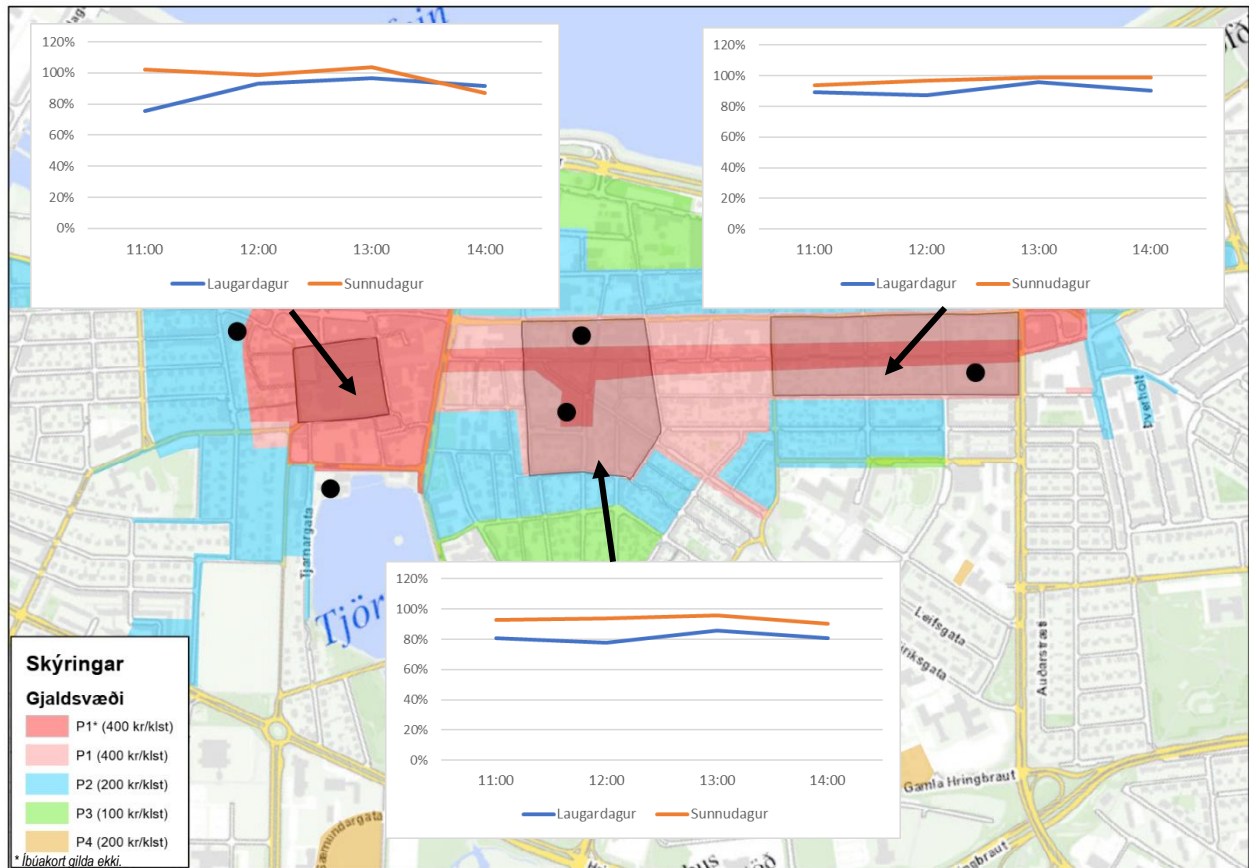 120%
100%
80%
60%
40%
20%
0%
11:00 12:00 13:00 14:00
Laugardagur Sunnudagur
120%
100%
80%
60%
40%
20%
0%
11:00 12:00 13:00 14:00
Laugardagur Sunnudagur
Tjarnargata
120%
100%
80%
60%
40%
20%
0%
11:00 12:00 13:00 14:00
Laugardagur Sunnudagur
Leifsgata
Auðarstræti
Gamla Hringbraut
Skýringar
Gjaldsvæði
P1* (400 kr/klst)
P1 (400 kr/klst)
P2 (200 kr/klst)
P3 (100 kr/klst)
P4 (200 kr/klst)
* Íbúakort gilda ekki.